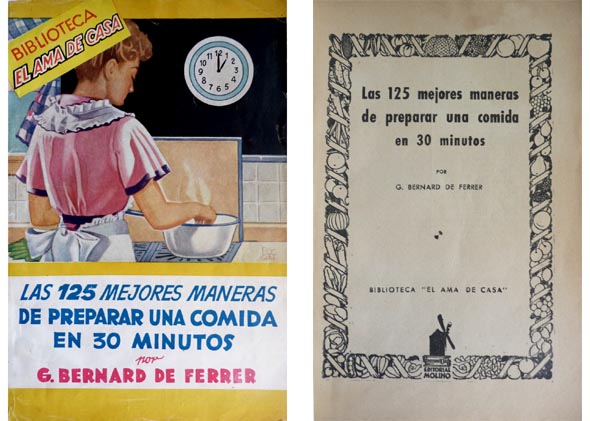 BIBLIOTECA
EL AMA DE CASA
LAS 125 MEJORES MANERAS
DE PREPARAR UNA COMIDA
EN 30 MINUTOS
por
G. BERNARD DE FERRER
Las 125 mejores maneras
de preparar una comida
en 30 minutos
POR
G. BERNARD DE FERRER
BIBLIOTECA "EL AMA DE CASA"
EDITORIAL
MOLINO